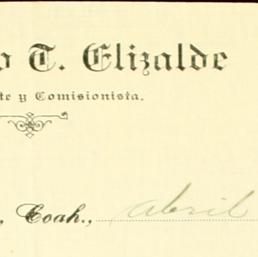 o T. Elizalde
te y Comisionista.
, Coah., abril